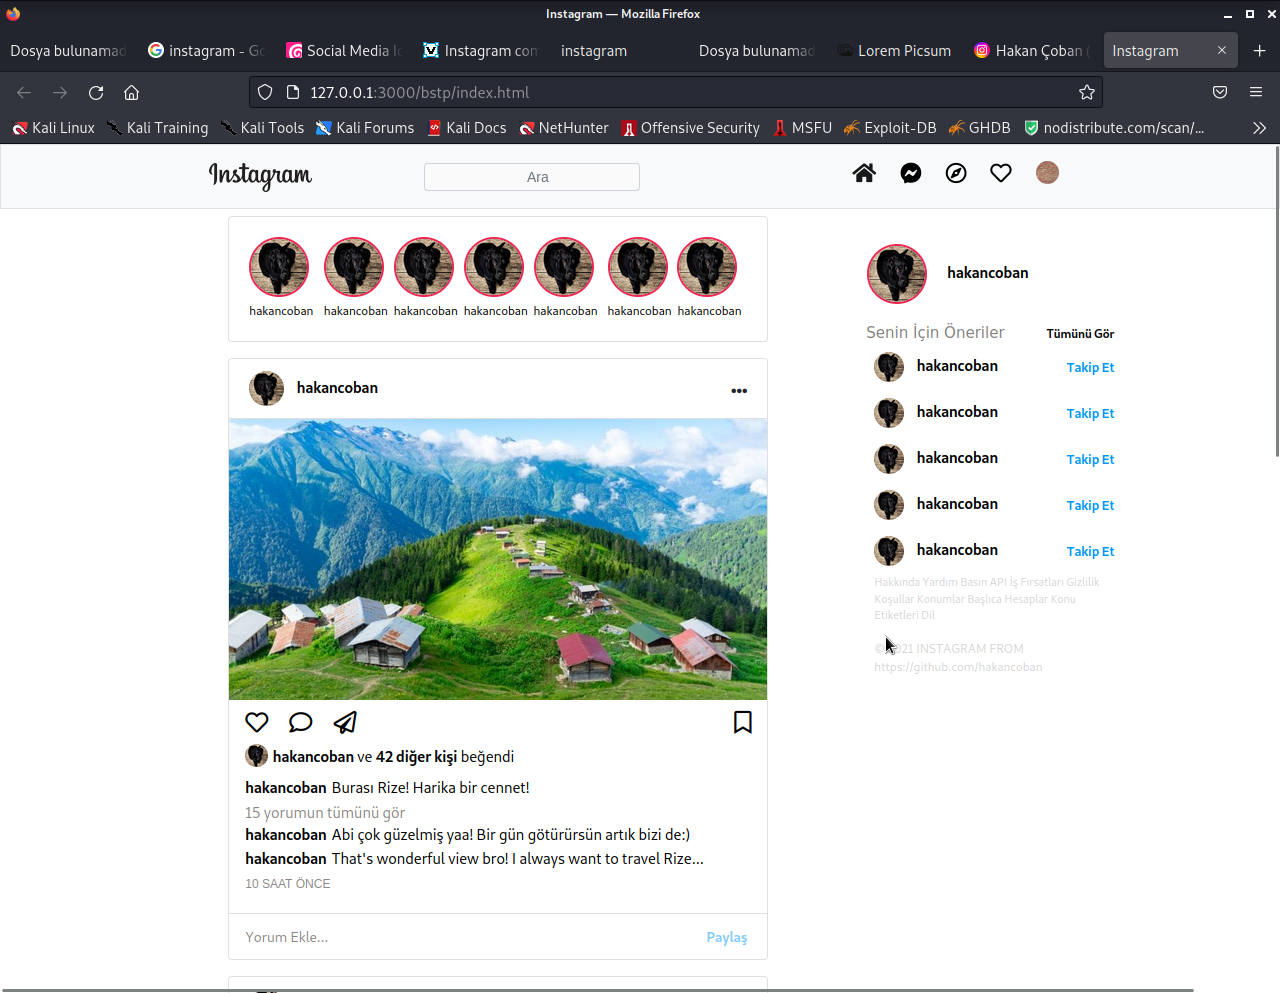 Instagram — Mozilla Firefox
Dosya bulunamad
instagram - Go
Social Media Ic
Instagram con
instagram
Dosya bulunamad
Lorem Picsum
Hakan Çoban (
Instagram
127.0.0.1:3000/bstp/index.html
Kali Linux
Kali Training
Kali Tools
Kali Forums
Kali Docs
NetHunter
Offensive Security
MSFU
Exploit-DB
GHDB
nodistribute.com/scan/...
Instagram
Ara
hakancoban hakancoban hakancoban hakancoban hakancoban hakancoban hakancoban
hakancoban
hakancoban
Senin İçin Öneriler Tümünü Gör
hakancoban Takip Et
hakancoban Takip Et
hakancoban Takip Et
hakancoban Takip Et
hakancoban Takip Et
Hakkında Yardım Basın API İş Fırsatları Gizlilik
Koşullar Konumlar Başlıca Hesaplar Konu
Etiketleri Dil
© 2021 INSTAGRAM FROM
https://github.com/hakancoban
hakancoban ve 42 diğer kişi beğendi
hakancoban Burası Rize! Harika bir cennet!
15 yorumun tümünü gör
hakancoban Abi çok güzelmiş yaa! Bir gün götürürsün artık bizi de:)
hakancoban That's wonderful view bro! I always want to travel Rize...
10 SAAT ÖNCE
Yorum Ekle... Paylaş